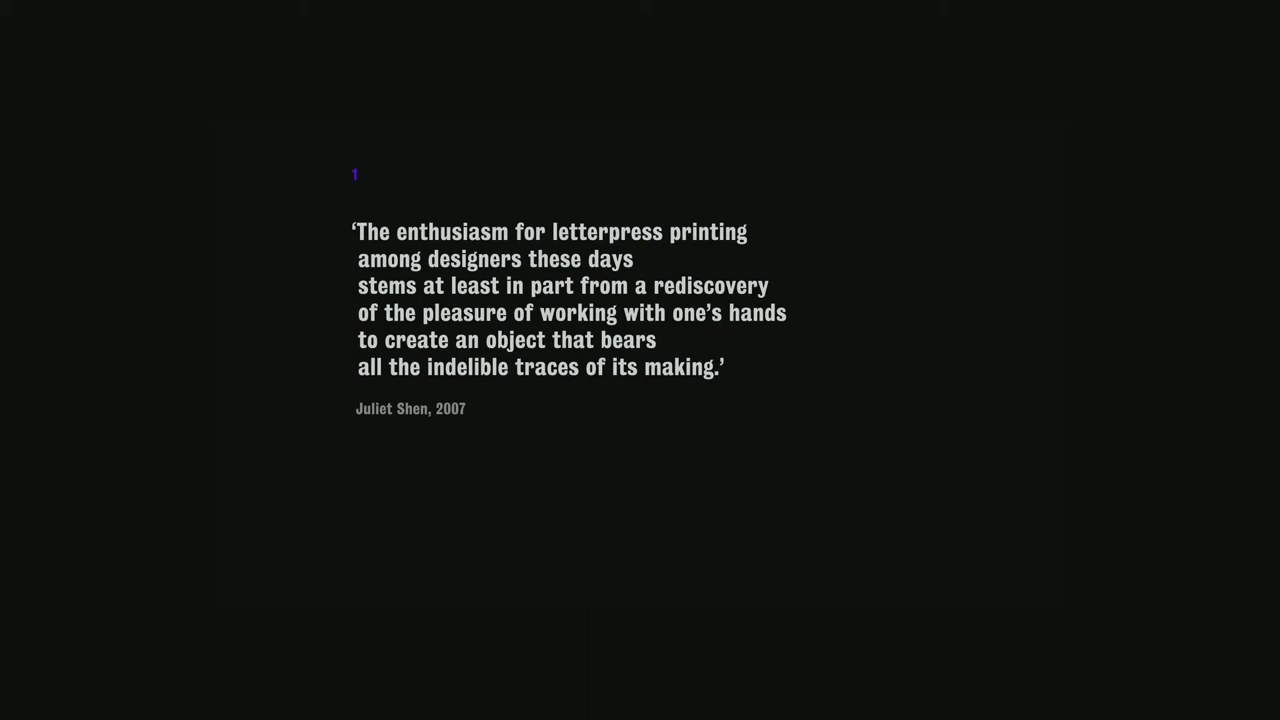 1
‘The enthusiasm for letterpress printing
among designers these days
stems at least in part from a rediscovery
of the pleasure of working with one’s hands
to create an object that bears
all the indelible traces of its making.’
Juliet Shen, 2007